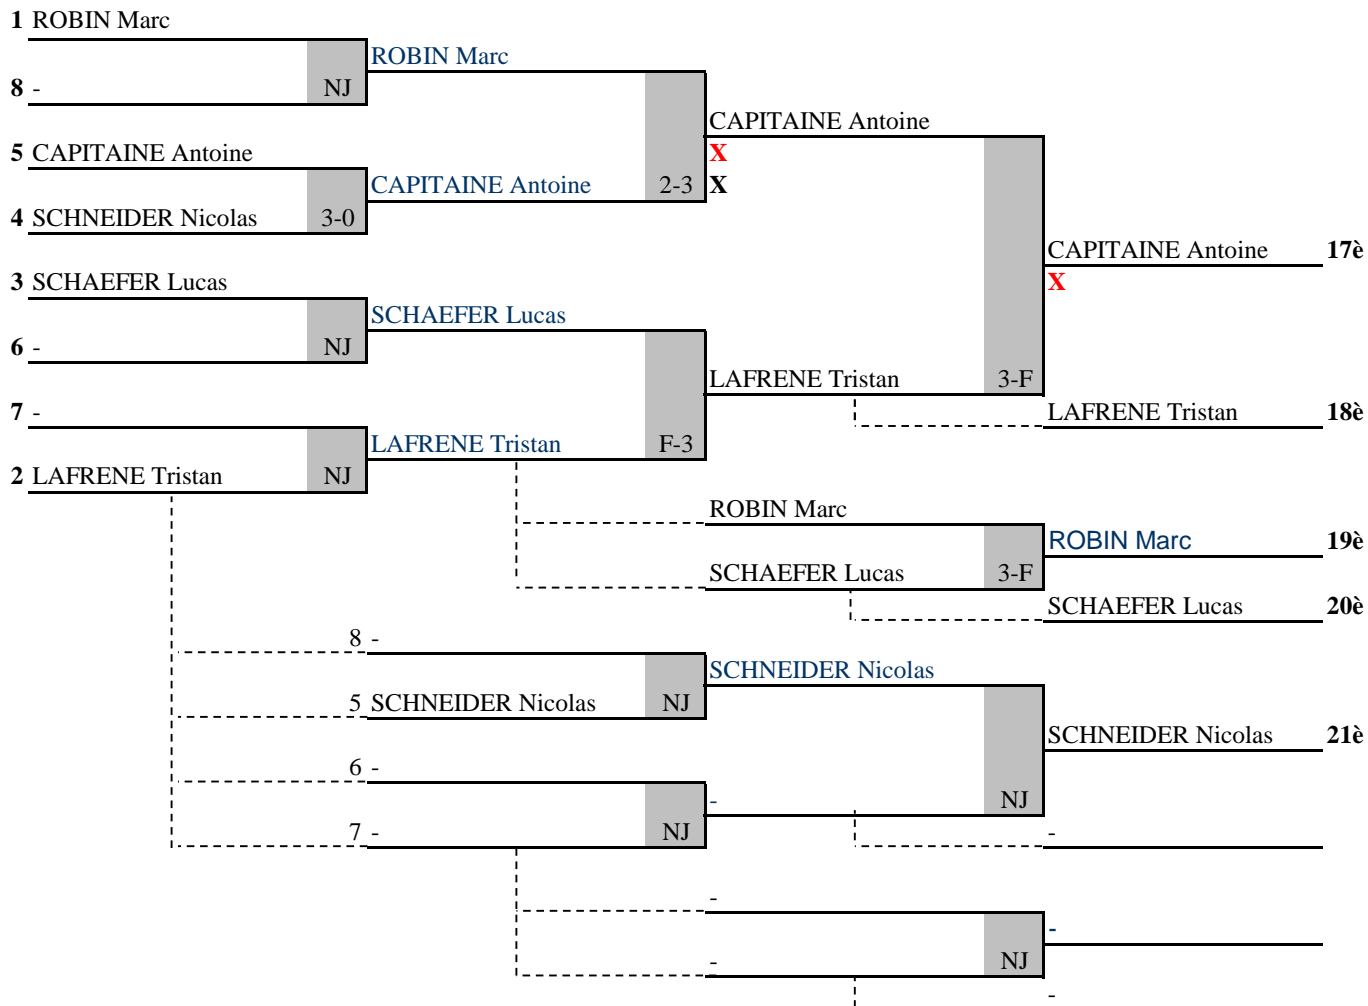 1 ROBIN Marc
ROBIN Marc
8 - NJ
CAPITAINE Antoine
5 CAPITAINE Antoine
X
CAPITAINE Antoine 2-3 X
4 SCHNEIDER Nicolas 3-0
CAPITAINE Antoine 17è
3 SCHAEFER Lucas
X
SCHAEFER Lucas
6 - NJ
LAFRENE Tristan 3-F
7 -
LAFRENE Tristan 18è
LAFRENE Tristan F-3
2 LAFRENE Tristan NJ
ROBIN Marc
ROBIN Marc 19è
SCHAEFER Lucas 3-F
SCHAEFER Lucas 20è
8 -
SCHNEIDER Nicolas
5 SCHNEIDER Nicolas NJ
SCHNEIDER Nicolas 21è
6 -
- NJ
7 - NJ
-
-
-
- NJ
-